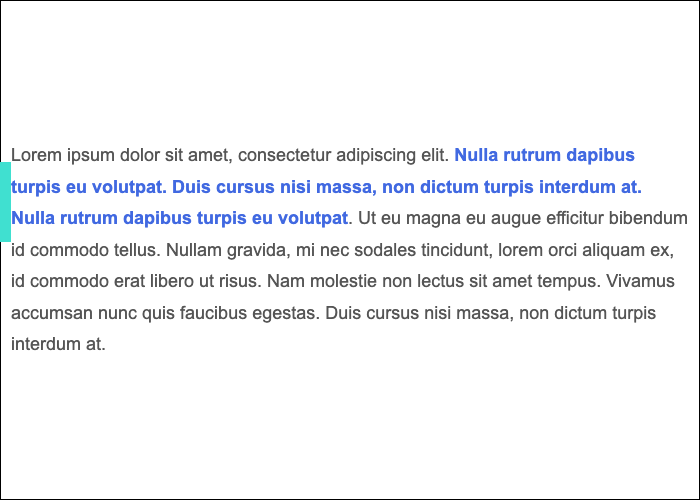 Lorem ipsum dolor sit amet, consectetur adipiscing elit. Nulla rutrum dapibus
turpis eu volutpat. Duis cursus nisi massa, non dictum turpis interdum at.
Nulla rutrum dapibus turpis eu volutpat. Ut eu magna eu augue efficitur bibendum
id commodo tellus. Nullam gravida, mi nec sodales tincidunt, lorem orci aliquam ex,
id commodo erat libero ut risus. Nam molestie non lectus sit amet tempus. Vivamus
accumsan nunc quis faucibus egestas. Duis cursus nisi massa, non dictum turpis
interdum at.